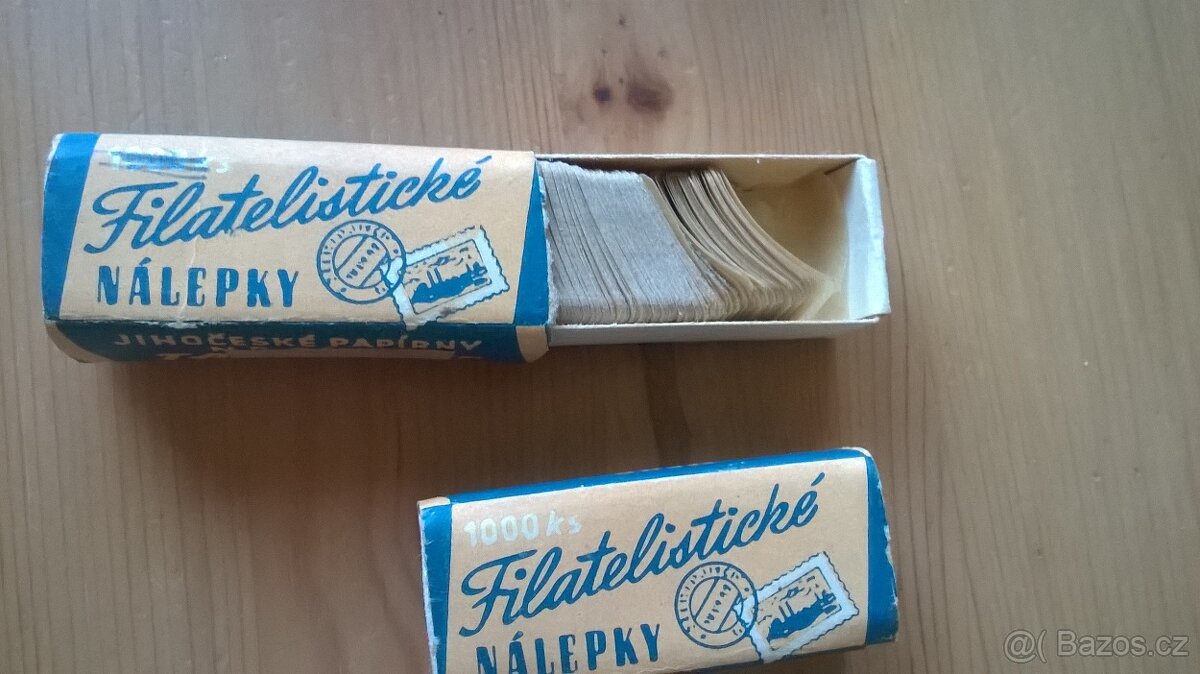 Filatelistické
NÁLEPKY
JIHOČESKÉ PAPÍRNY
1000 ks
Filatelistické
NÁLEPKY
@( Bazos.cz